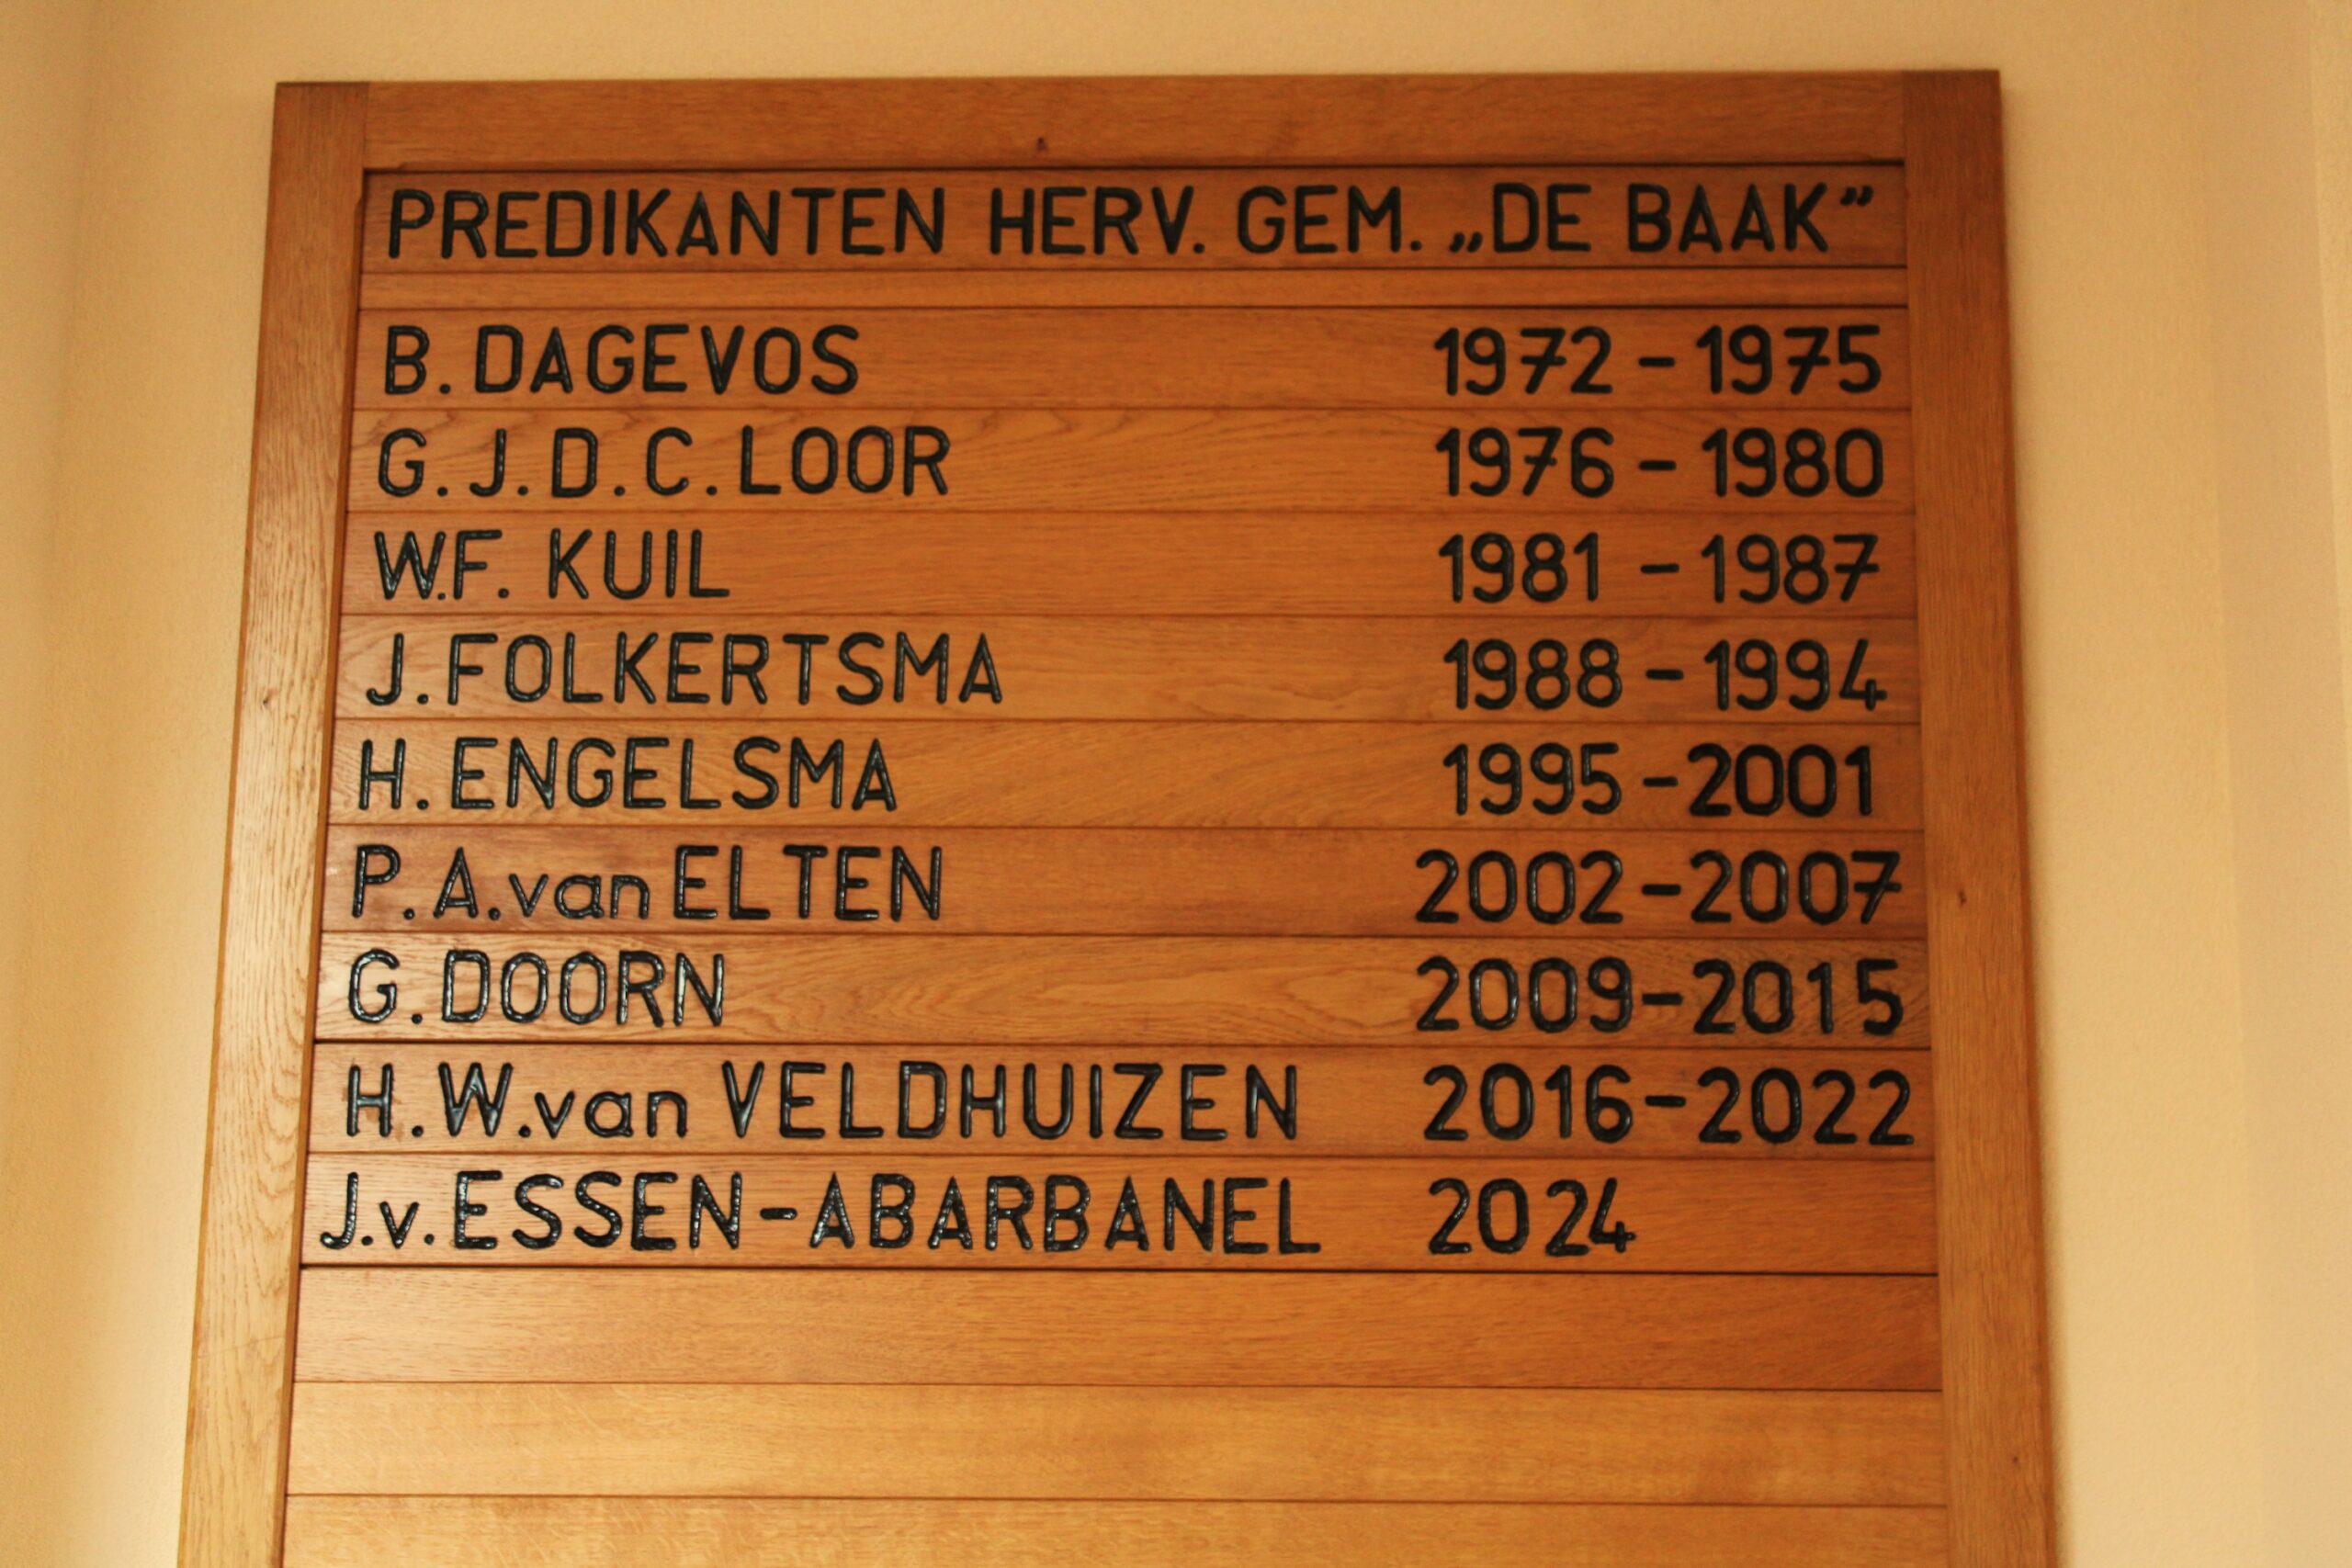 PREDIKANTEN HERV. GEM. „DE BAAK”
B. DAGEVOS 1972 - 1975
G. J. D. C. LOOR 1976 - 1980
W.F. KUIL 1981 - 1987
J. FOLKERTSMA 1988 - 1994
H. ENGELSMA 1995 - 2001
P. A. van ELTEN 2002 - 2007
G. DOORN 2009 - 2015
H. W. van VELDHUIZEN 2016 - 2022
J. v. ESSEN - ABARBANEL 2024